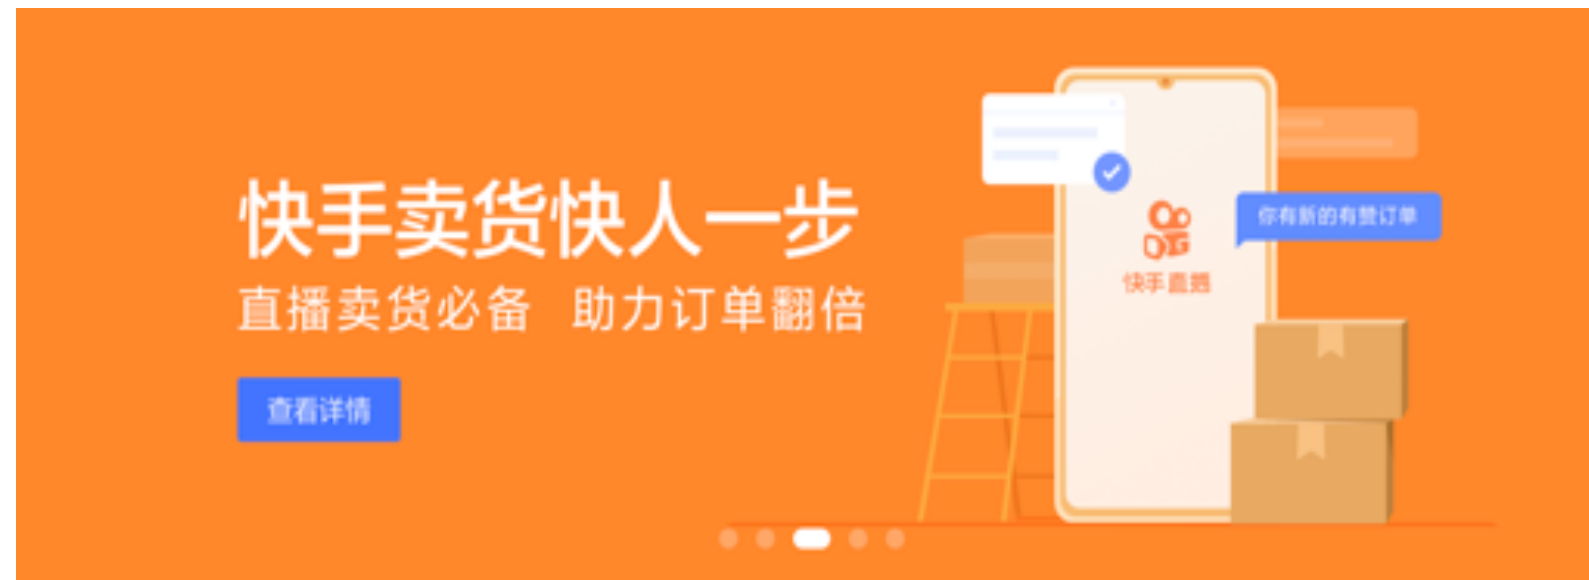 快手卖货快人一步
直播卖货必备 助力订单翻倍
查看详情
你有新的有赞订单
快手直播